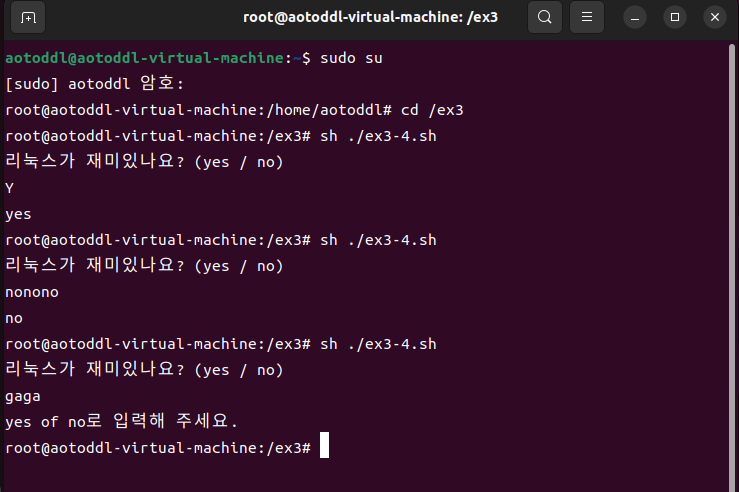 root@aotoddl-virtual-machine: /ex3
aotoddl@aotoddl-virtual-machine:~$ sudo su
[sudo] aotoddl 암호:
root@aotoddl-virtual-machine:/home/aotoddl# cd /ex3
root@aotoddl-virtual-machine:/ex3# sh ./ex3-4.sh
리눅스가 재미있나요? (yes / no)
Y
yes
root@aotoddl-virtual-machine:/ex3# sh ./ex3-4.sh
리눅스가 재미있나요? (yes / no)
nonono
no
root@aotoddl-virtual-machine:/ex3# sh ./ex3-4.sh
리눅스가 재미있나요? (yes / no)
gaga
yes of no로 입력해 주세요.
root@aotoddl-virtual-machine:/ex3#